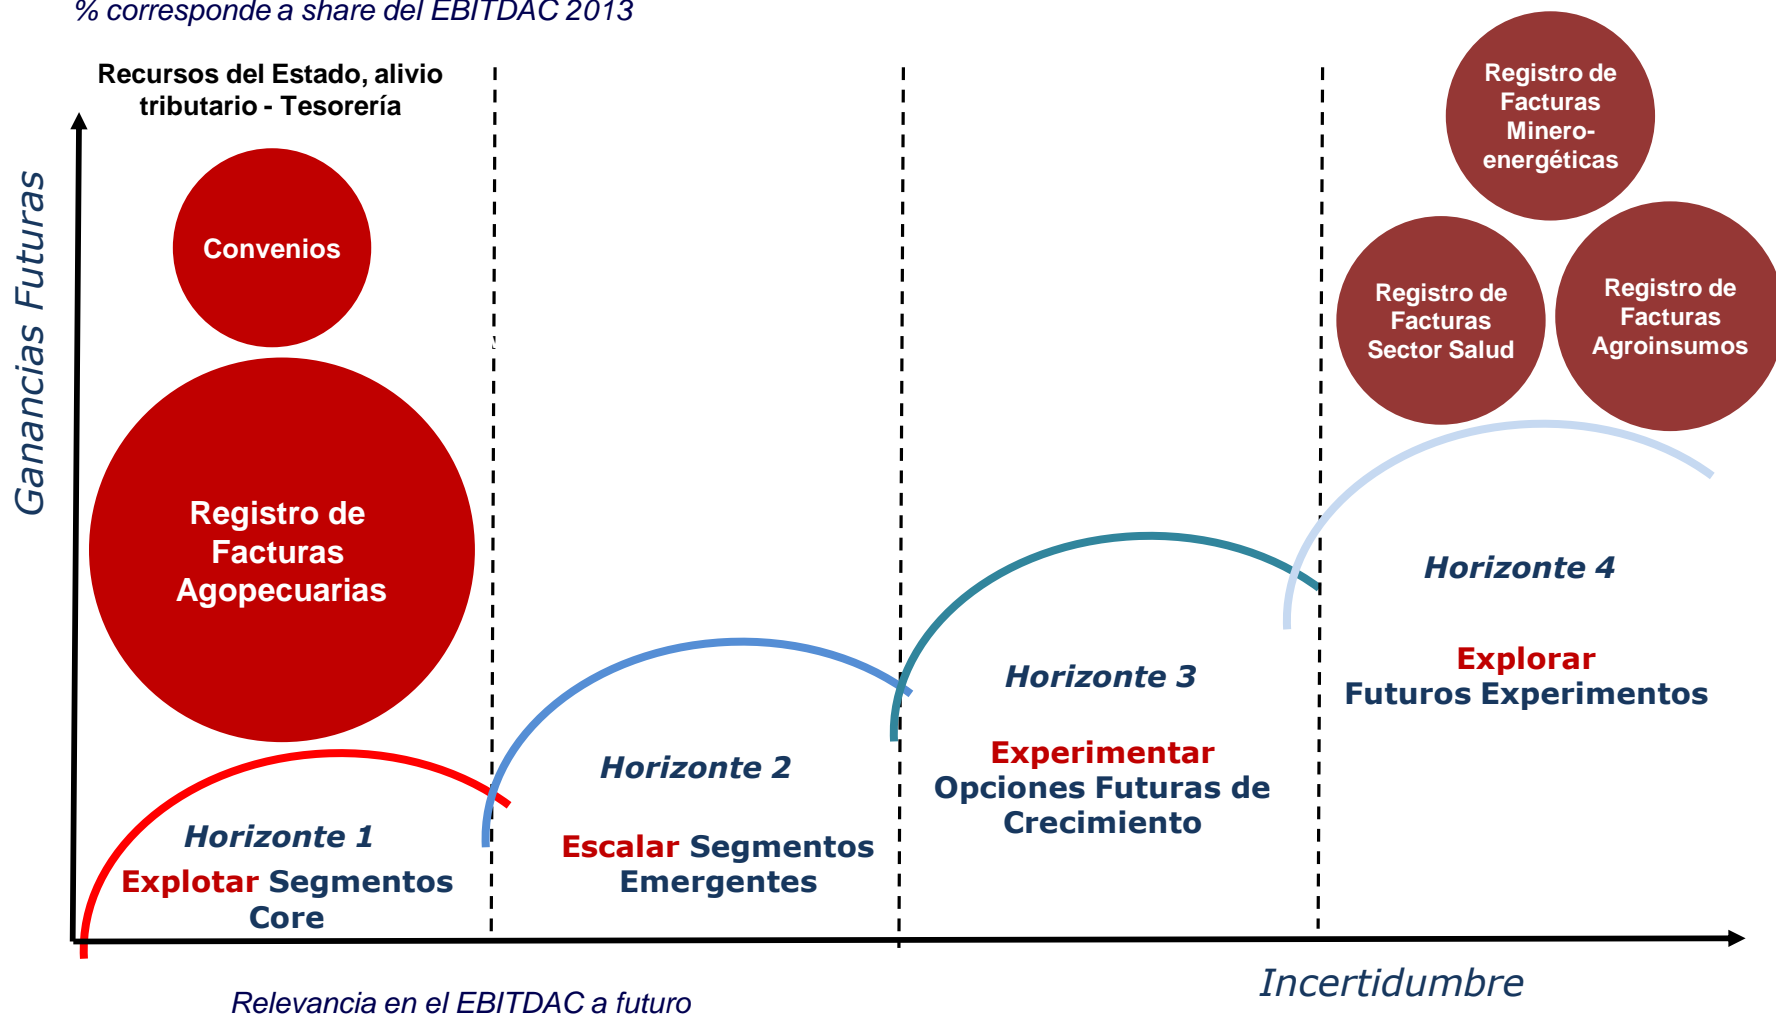 % corresponde a share del EBITDAC 2013
Recursos del Estado, alivio
tributario - Tesorería
Ganancias Futuras
Convenios
Registro de
Facturas
Agopecuarias
Horizonte 1
Explotar Segmentos
Core
Horizonte 2
Escalar Segmentos
Emergentes
Horizonte 3
Experimentar
Opciones Futuras de
Crecimiento
Registro de
Facturas
Minero-
energéticas
Registro de
Facturas
Sector Salud
Registro de
Facturas
Agroinsumos
Horizonte 4
Explorar
Futuros Experimentos
Incertidumbre
Relevancia en el EBITDAC a futuro